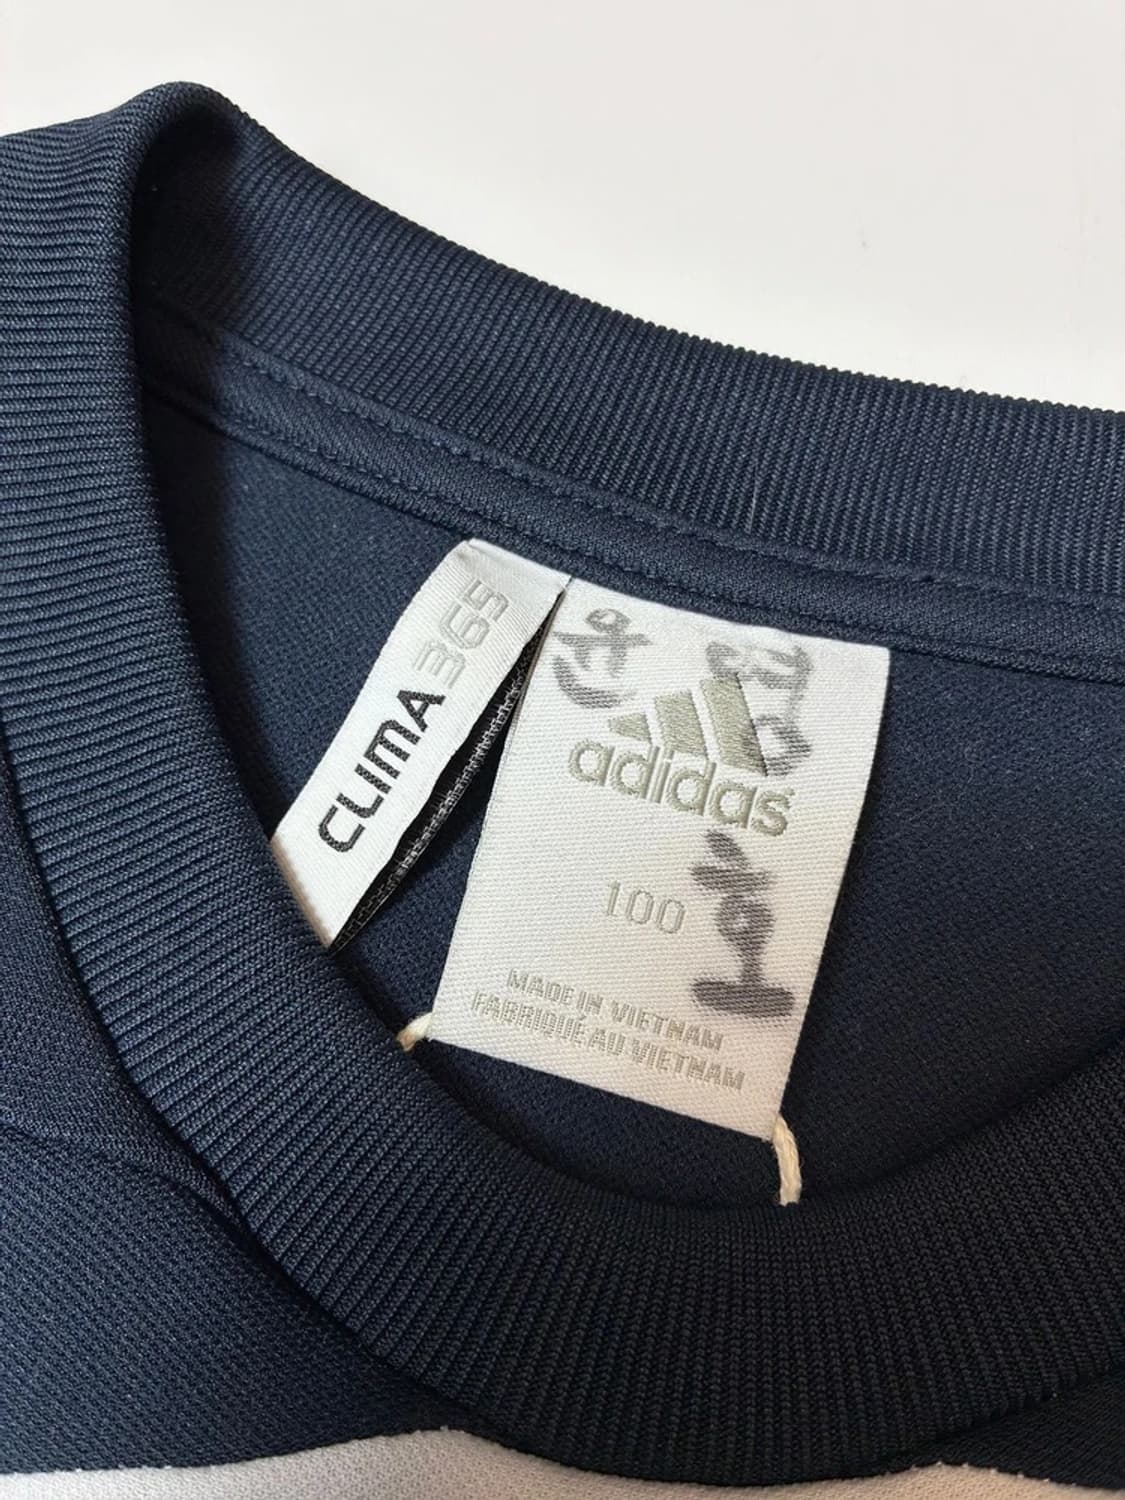 CLIMA 365
adidas
100
MADE IN VIETNAM
FABRIQUÉ AU VIETNAM